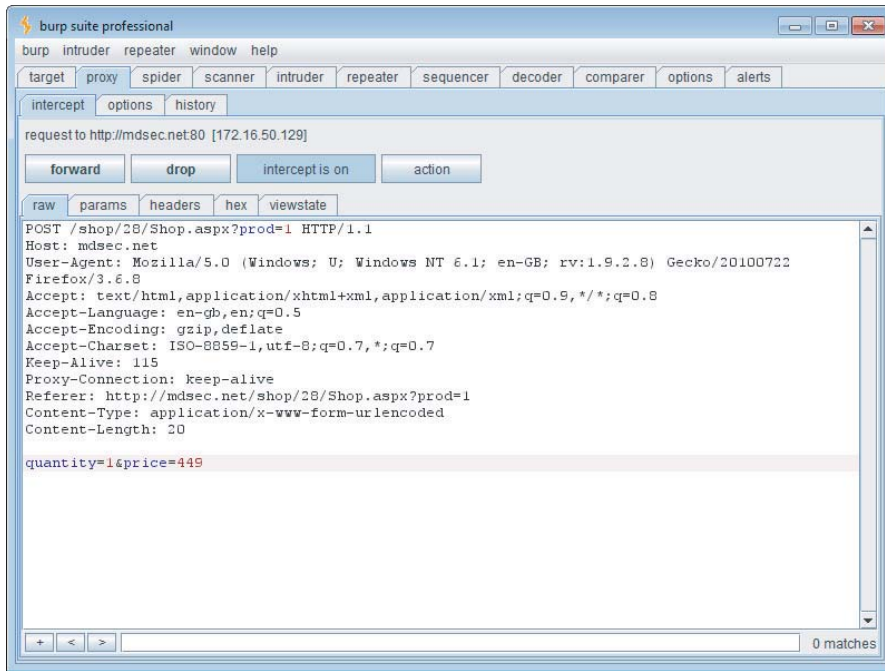 burp suite professional
burp intruder repeater window help
target proxy spider scanner intruder repeater sequencer decoder comparer options alerts
intercept options history
request to http://mdsec.net:80 [172.16.50.129]
forward drop intercept is on action
raw params headers hex viewstate
POST /shop/28/Shop.aspx?prod=1 HTTP/1.1
Host: mdsec.net
User-Agent: Mozilla/5.0 (Windows; U; Windows NT 6.1; en-GB; rv:1.9.2.8) Gecko/20100722
Firefox/3.6.8
Accept: text/html,application/xhtml+xml,application/xml;q=0.9,*/*;q=0.8
Accept-Language: en-gb,en;q=0.5
Accept-Encoding: gzip,deflate
Accept-Charset: ISO-8859-1,utf-8;q=0.7,*;q=0.7
Keep-Alive: 115
Proxy-Connection: keep-alive
Referer: http://mdsec.net/shop/28/Shop.aspx?prod=1
Content-Type: application/x-www-form-urlencoded
Content-Length: 20
quantity=1&price=449
+ < > 0 matches